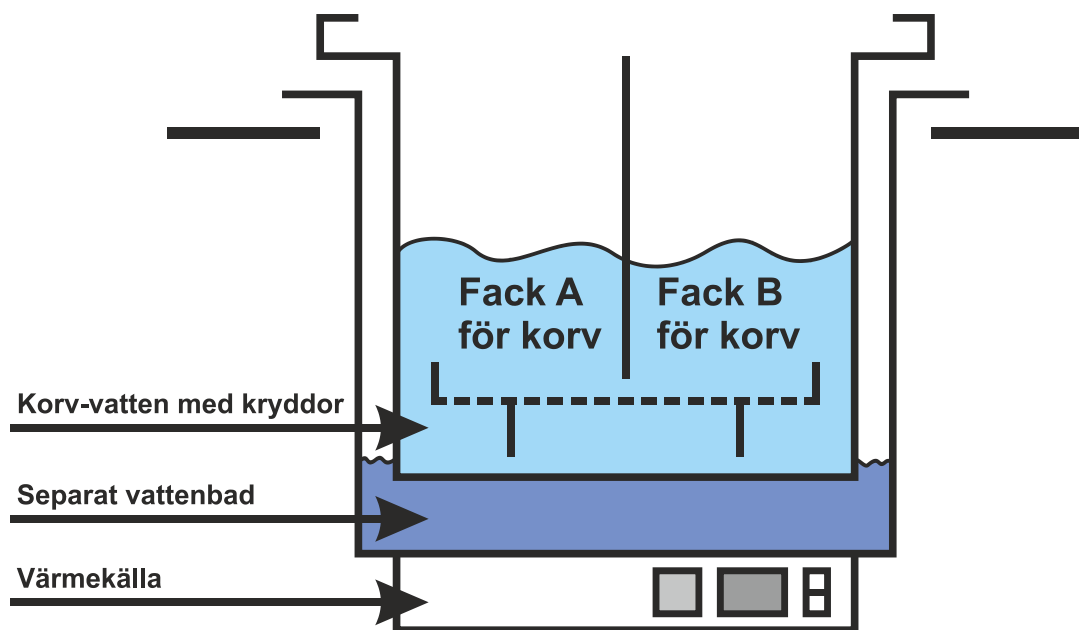 Fack A
för korv
Fack B
för korv
Korv-vatten med kryddor
Separat vattenbad
Värmekälla